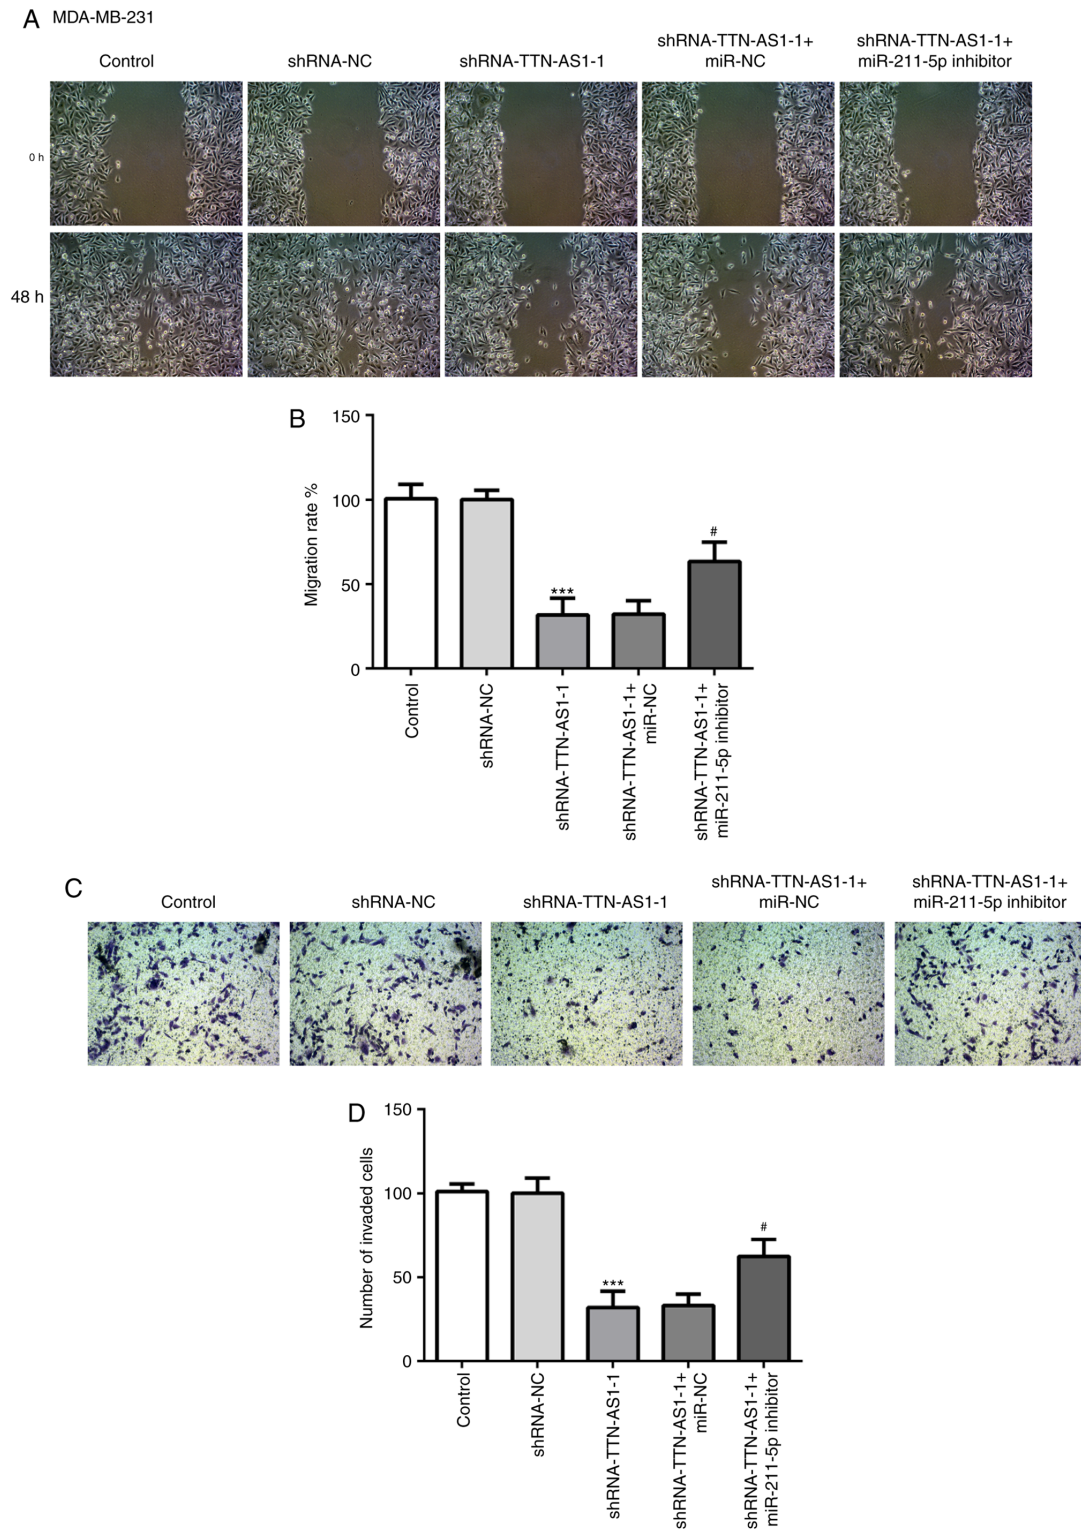 A MDA-MB-231
Control
shRNA-NC
shRNA-TTN-AS1-1
shRNA-TTN-AS1-1+
miR-NC
shRNA-TTN-AS1-1+
miR-211-5p inhibitor
0 h
48 h
B
150
100
50
0
Migration rate %
***
#
Control
shRNA-NC
shRNA-TTN-AS1-1
shRNA-TTN-AS1-1+
miR-NC
shRNA-TTN-AS1-1+
miR-211-5p inhibitor
C
Control
shRNA-NC
shRNA-TTN-AS1-1
shRNA-TTN-AS1-1+
miR-NC
shRNA-TTN-AS1-1+
miR-211-5p inhibitor
D
150
100
50
0
Number of invaded cells
***
#
Control
shRNA-NC
shRNA-TTN-AS1-1
shRNA-TTN-AS1-1+
miR-NC
shRNA-TTN-AS1-1+
miR-211-5p inhibitor